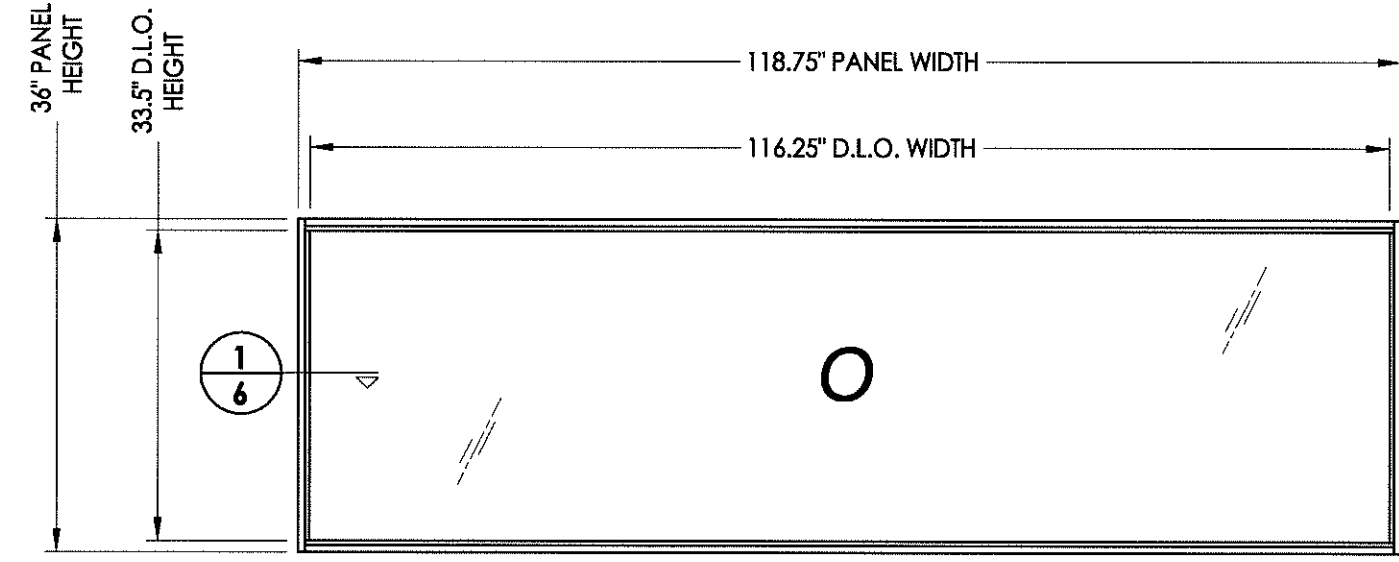 36" PANEL
HEIGHT
33.5" D.L.O.
HEIGHT
118.75" PANEL WIDTH
116.25" D.L.O. WIDTH
1
6
O